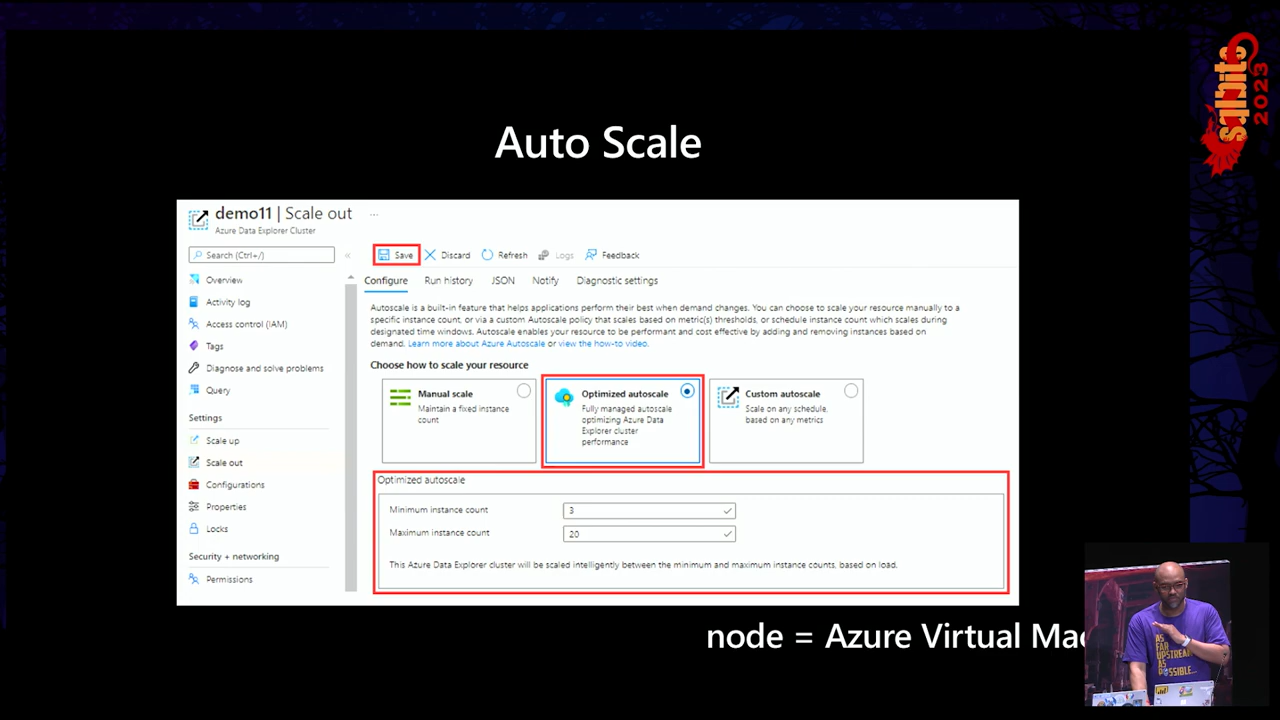 sqlbits
2023
Auto Scale
demo11 | Scale out ...
Azure Data Explorer Cluster
Search (Ctrl+/)
«
Overview
Activity log
Access control (IAM)
Tags
Diagnose and solve problems
Query
Settings
Scale up
Scale out
Configurations
Properties
Locks
Security + networking
Permissions
Save Discard Refresh Logs Feedback
Configure Run history JSON Notify Diagnostic settings
Autoscale is a built-in feature that helps applications perform their best when demand changes. You can choose to scale your resource manually to a
specific instance count, or via a custom Autoscale policy that scales based on metric(s) thresholds, or schedule instance count which scales during
designated time windows. Autoscale enables your resource to be performant and cost effective by adding and removing instances based on
demand. Learn more about Azure Autoscale or view the how-to video.
Choose how to scale your resource
Manual scale
Maintain a fixed instance
count
Optimized autoscale
Fully managed autoscale
optimizing Azure Data
Explorer cluster
performance
Custom autoscale
Scale on any schedule,
based on any metrics
Optimized autoscale
Minimum instance count 3
Maximum instance count 20
This Azure Data Explorer cluster will be scaled intelligently between the minimum and maximum instance counts, based on load.
node = Azure Virtual Mac
AS
FAR
UPSTREAM
AS
POSSIBLE...